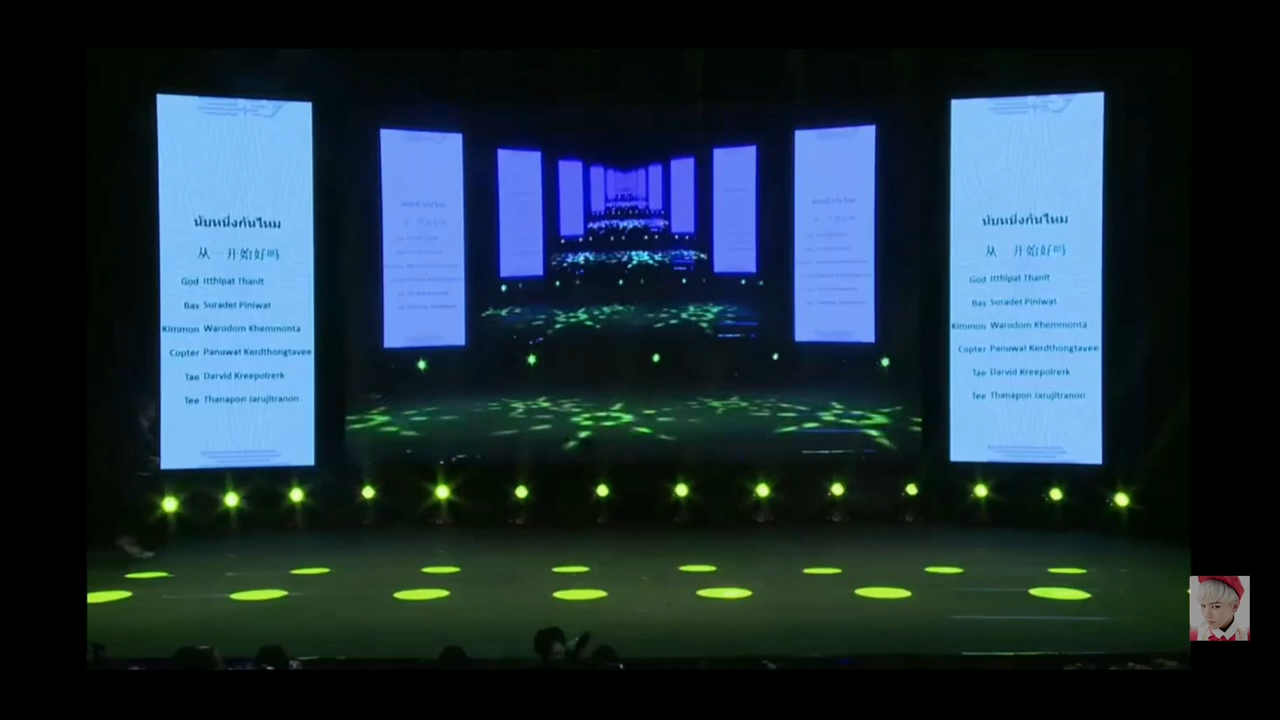 นับหนึ่งกันไหม
从一开始好吗
God Itthipat Thanit
Bas Suradet Piniwat
Kimmon Warodom Khemmonta
Copter Panuwat Kerdthongtavee
Tae Darvid Kreepolrerk
Tee Thanapon Jarujitranon
นับหนึ่งกันไหม
从一开始好吗
God Itthipat Thanit
Bas Suradet Piniwat
Kimmon Warodom Khemmonta
Copter Panuwat Kerdthongtavee
Tae Darvid Kreepolrerk
Tee Thanapon Jarujitranon